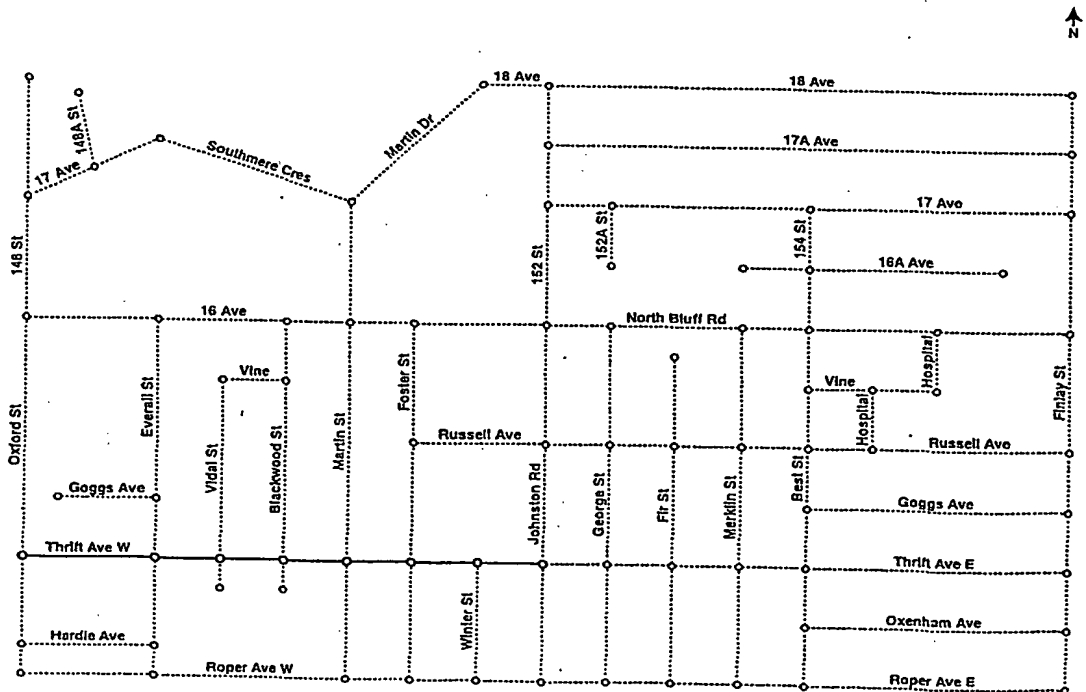 N
18 Ave
18 Ave
148A St
Martin Dr
17A Ave
Southmere Cres
17 Ave
17 Ave
148 St
152 St
152A St
154 St
16A Ave
16 Ave
North Bluff Rd
Hospital
Vine
Vine
Foster St
Finlay St
Everall St
Oxford St
Hospital
Martin St
Russell Ave
Russell Ave
Vidal St
Blackwood St
Best St
Goggs Ave
Johnston Rd
George St
Fir St
Merklin St
Goggs Ave
Thrift Ave W
Thrift Ave E
Winter St
Oxenham Ave
Hardie Ave
Roper Ave W
Roper Ave E